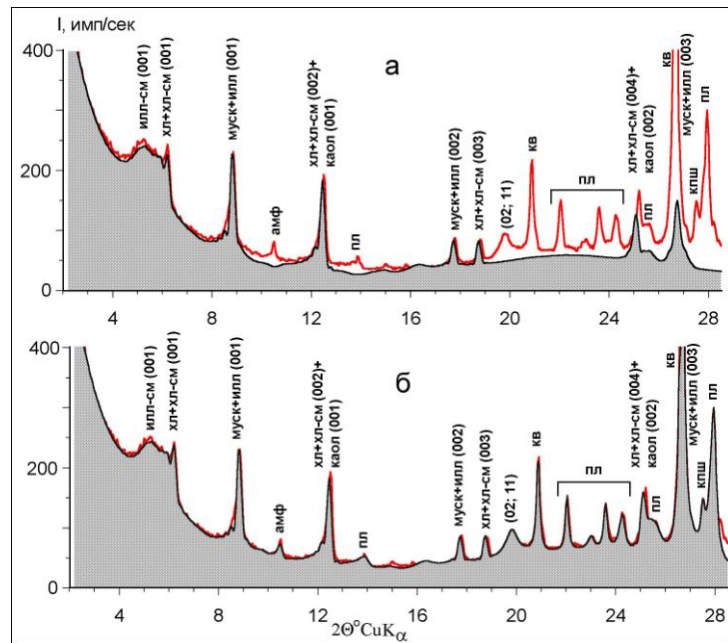 I, имп/сек
а
400
200
0
илл-см (001)
хл+хл-см (001)
муск+илл (001)
амф
хл+хл-см (002)+
каол (001)
пл
муск+илл (002)
хл+хл-см (003)
(02; 11)
кв
пл
хл+хл-см (004)+
каол (002)
пл
кв
муск+илл (003)
кпш
пл
4 8 12 16 20 24 28
б
400
200
0
илл-см (001)
хл+хл-см (001)
муск+илл (001)
амф
хл+хл-см (002)+
каол (001)
пл
муск+илл (002)
хл+хл-см (003)
(02; 11)
кв
пл
хл+хл-см (004)+
каол (002)
пл
кв
муск+илл (003)
кпш
пл
4 8 12 16 20 24 28
2Θ°CuKα